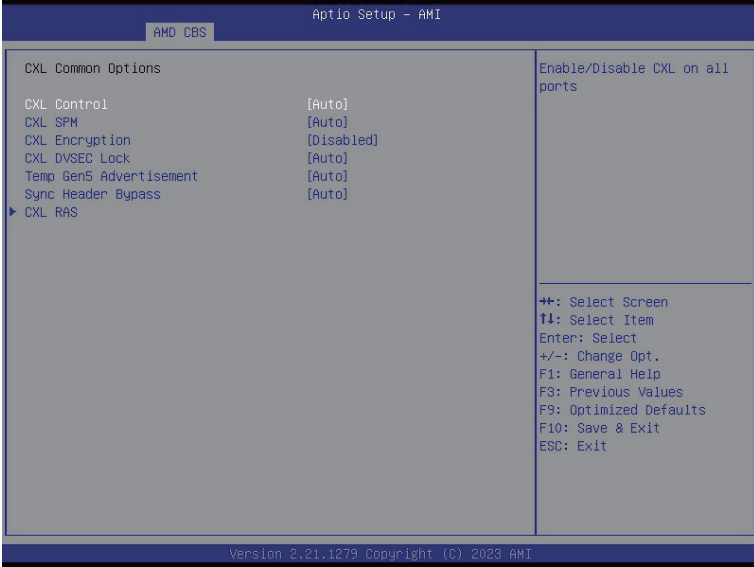 Aptio Setup – AMI
AMD CBS
CXL Common Options
CXL Control [Auto]
CXL SPM [Auto]
CXL Encryption [Disabled]
CXL DVSEC Lock [Auto]
Temp Gen5 Advertisement [Auto]
Sync Header Bypass [Auto]
CXL RAS
Enable/Disable CXL on all
ports
→←: Select Screen
↑↓: Select Item
Enter: Select
+/-: Change Opt.
F1: General Help
F3: Previous Values
F9: Optimized Defaults
F10: Save & Exit
ESC: Exit
Version 2.21.1279 Copyright (C) 2023 AMI